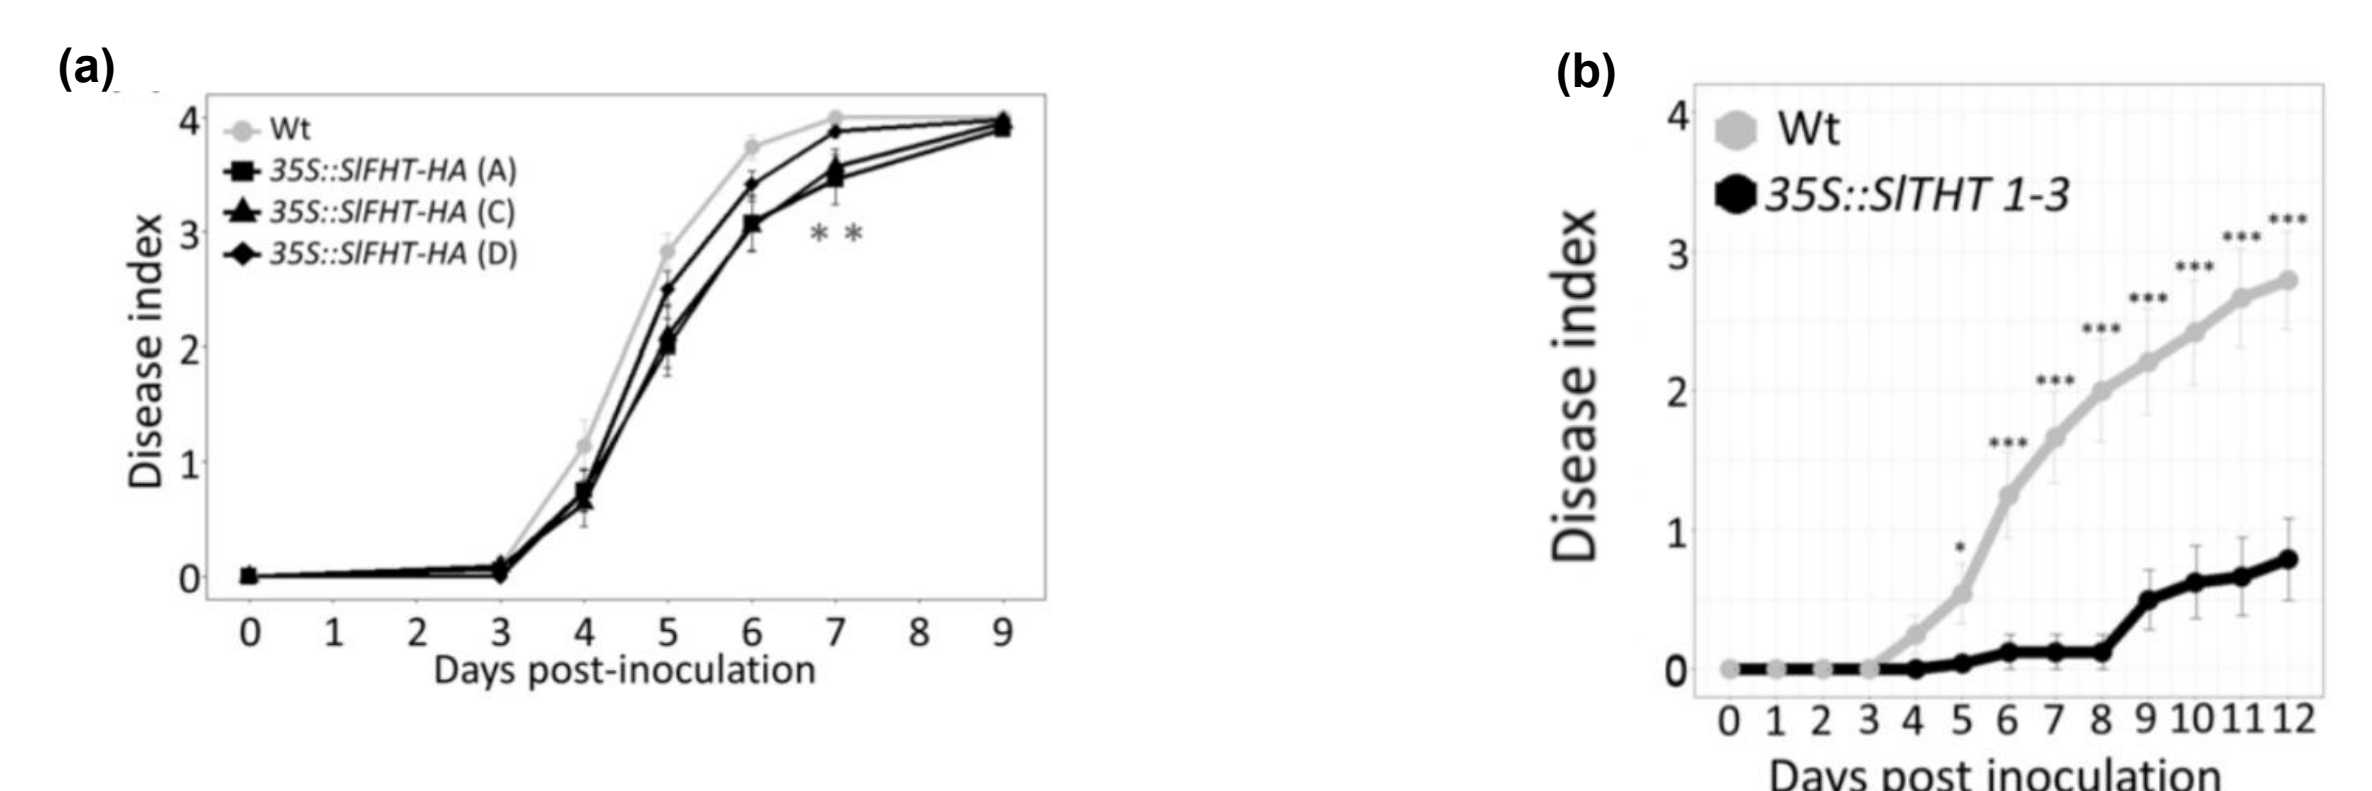 (a)
4
3
2
1
0
Disease index
Wt
35S::SlFHT-HA (A)
35S::SlFHT-HA (C)
35S::SlFHT-HA (D)
* *
0 1 2 3 4 5 6 7 8 9
Days post-inoculation
(b)
4
3
2
1
0
Disease index
Wt
35S::SlTHT 1-3
*
***
***
***
***
***
***
***
0 1 2 3 4 5 6 7 8 9 10 11 12
Days post inoculation